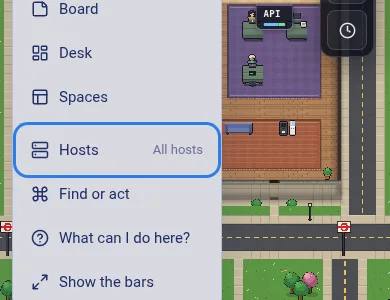 Board
API
Desk
Spaces
Hosts All hosts
Find or act
What can I do here?
Show the bars